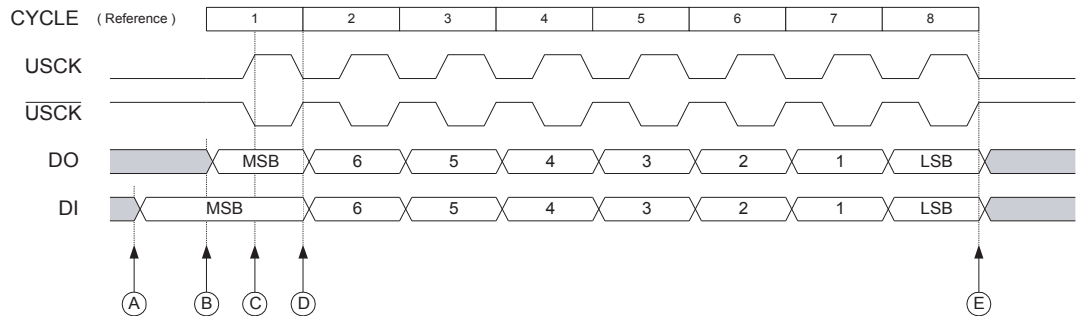 CYCLE ( Reference ) 1 2 3 4 5 6 7 8
USCK
USCK
DO MSB 6 5 4 3 2 1 LSB
DI MSB 6 5 4 3 2 1 LSB
A B C D E